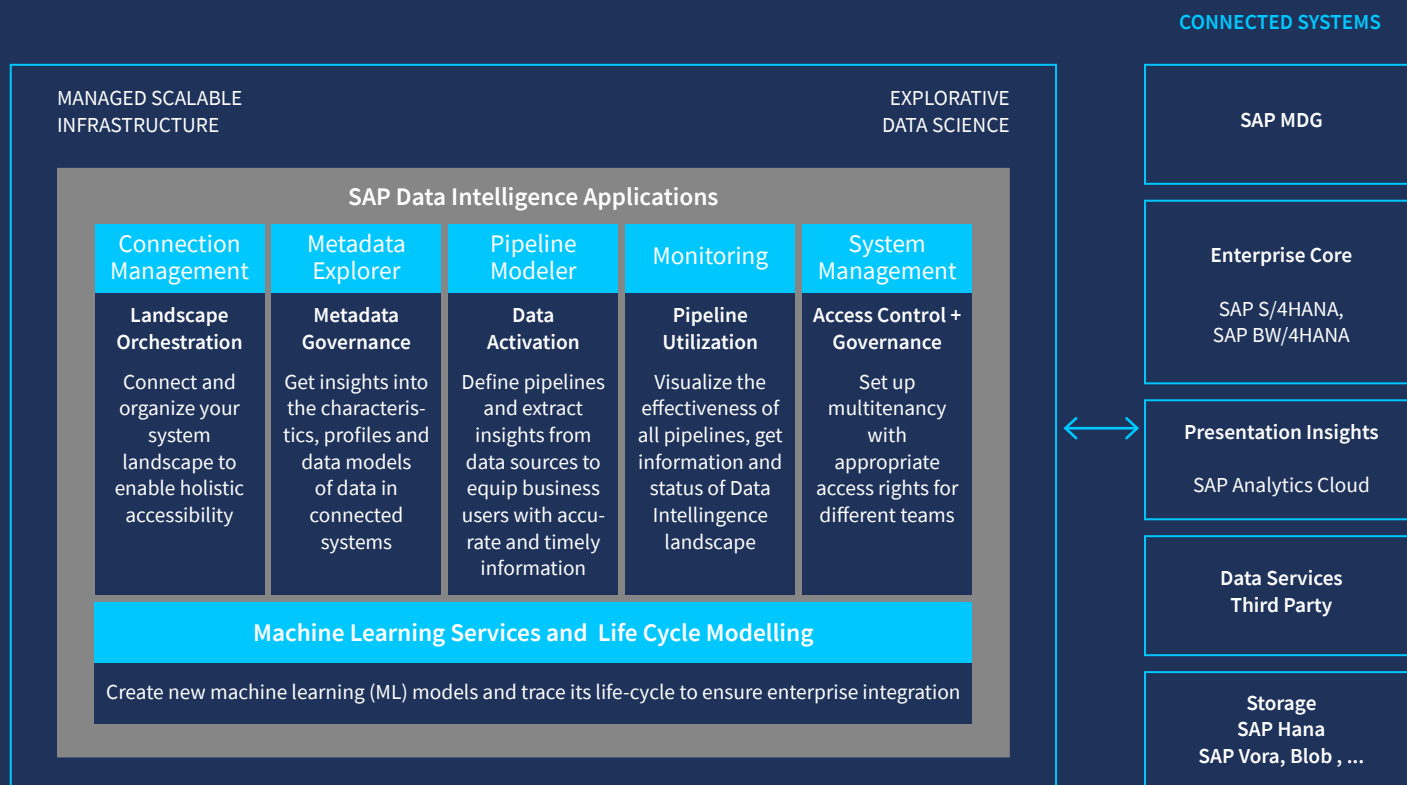 CONNECTED SYSTEMS
MANAGED SCALABLE
INFRASTRUCTURE
EXPLORATIVE
DATA SCIENCE
SAP Data Intelligence Applications
Connection
Management
Landscape
Orchestration
Connect and
organize your
system
landscape to
enable holistic
accessibility
Metadata
Explorer
Metadata
Governance
Get insights into
the characteris-
tics, profiles and
data models
of data in
connected
systems
Pipeline
Modeler
Data
Activation
Define pipelines
and extract
insights from
data sources to
equip business
users with accu-
rate and timely
information
Monitoring
Pipeline
Utilization
Visualize the
effectiveness of
all pipelines, get
information and
status of Data
Intellingence
landscape
System
Management
Access Control +
Governance
Set up
multitenancy
with
appropriate
access rights for
different teams
Machine Learning Services and Life Cycle Modelling
Create new machine learning (ML) models and trace its life-cycle to ensure enterprise integration
SAP MDG
Enterprise Core
SAP S/4HANA,
SAP BW/4HANA
Presentation Insights
SAP Analytics Cloud
Data Services
Third Party
Storage
SAP Hana
SAP Vora, Blob , ...